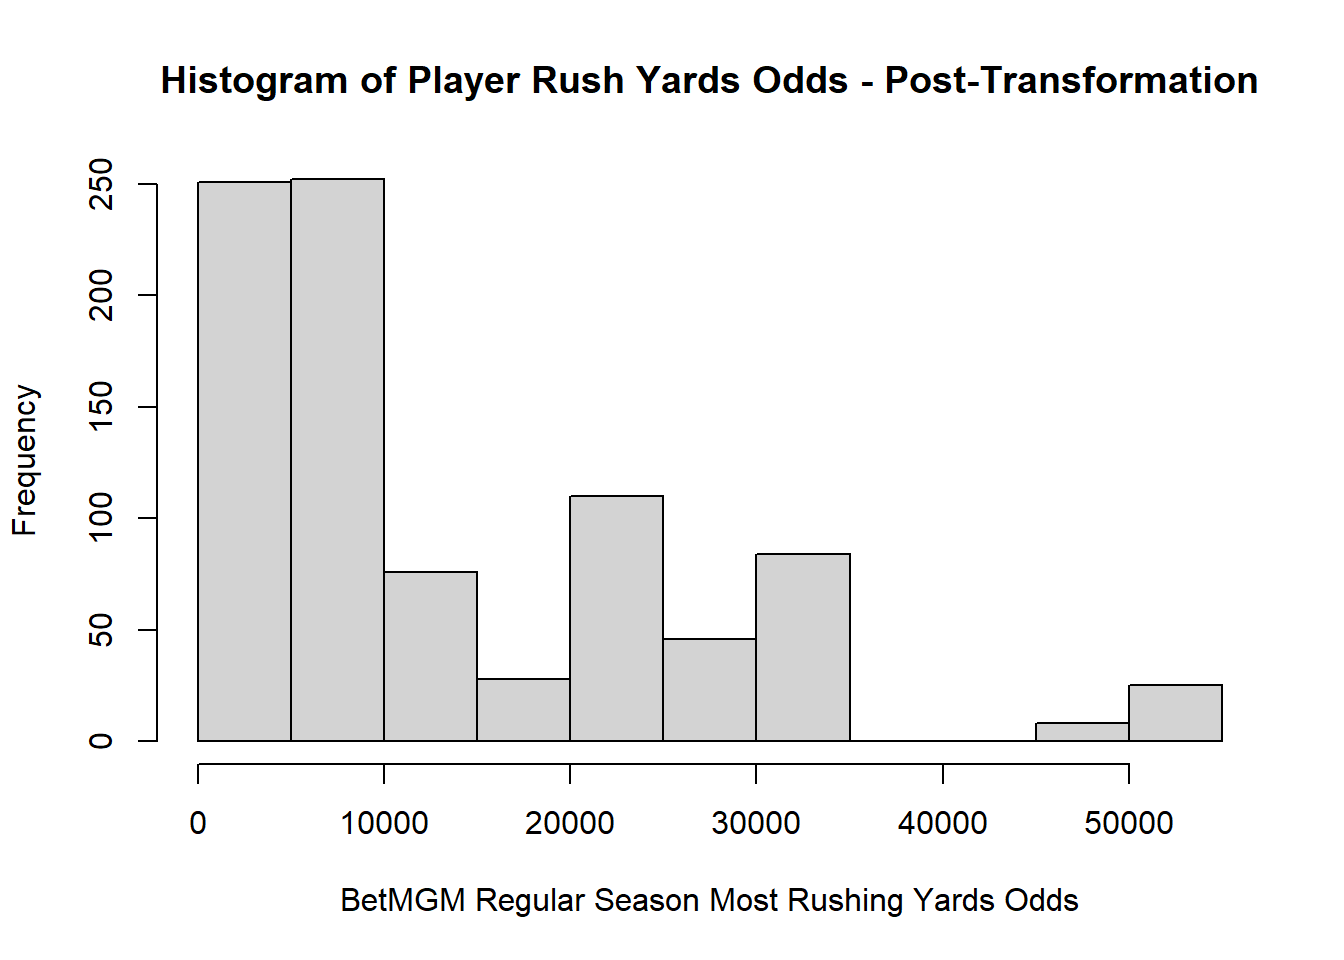 Histogram of Player Rush Yards Odds - Post-Transformation
250
200
150
100
50
0
Frequency
0 10000 20000 30000 40000 50000
BetMGM Regular Season Most Rushing Yards Odds